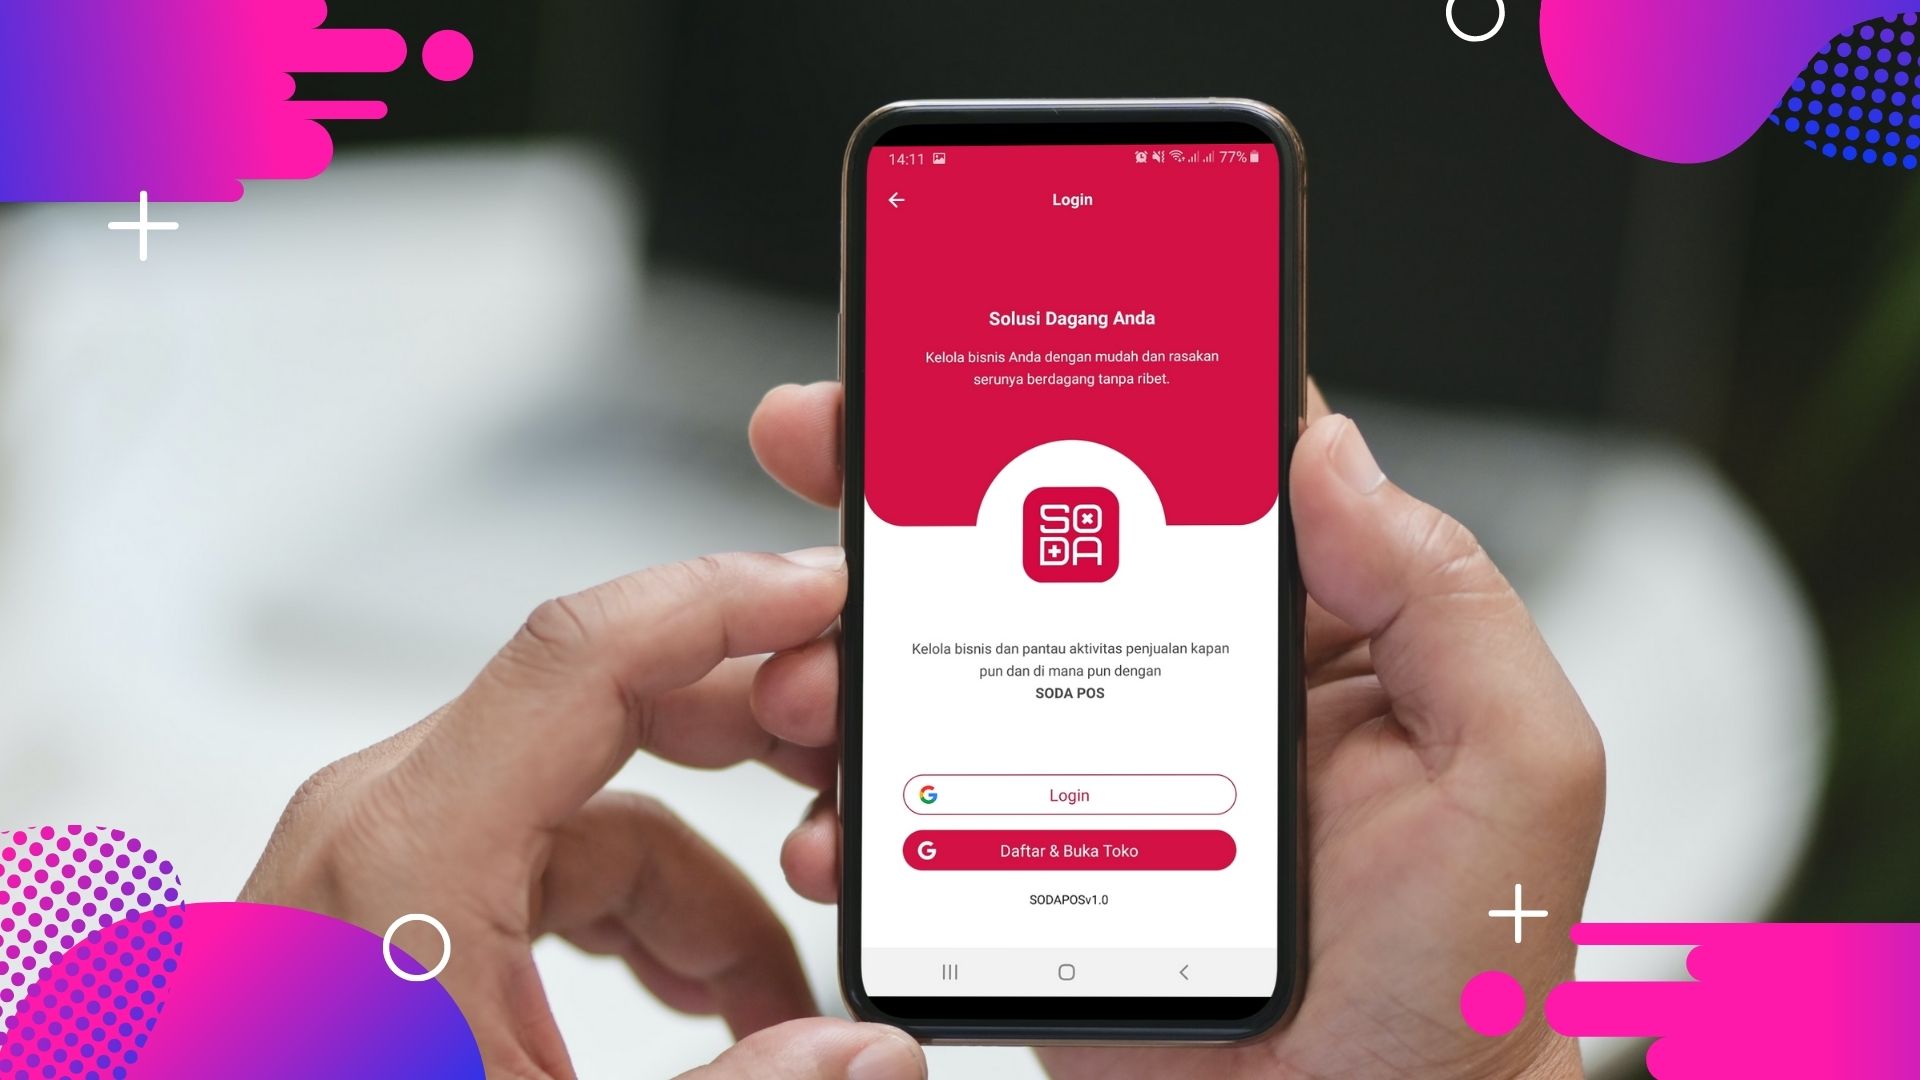 14:11 77%
Login
Solusi Dagang Anda
Kelola bisnis Anda dengan mudah dan rasakan
serunya berdagang tanpa ribet.
SO
DA
Kelola bisnis dan pantau aktivitas penjualan kapan
pun dan di mana pun dengan
SODA POS
G Login
G Daftar & Buka Toko
SODAPOSv1.0